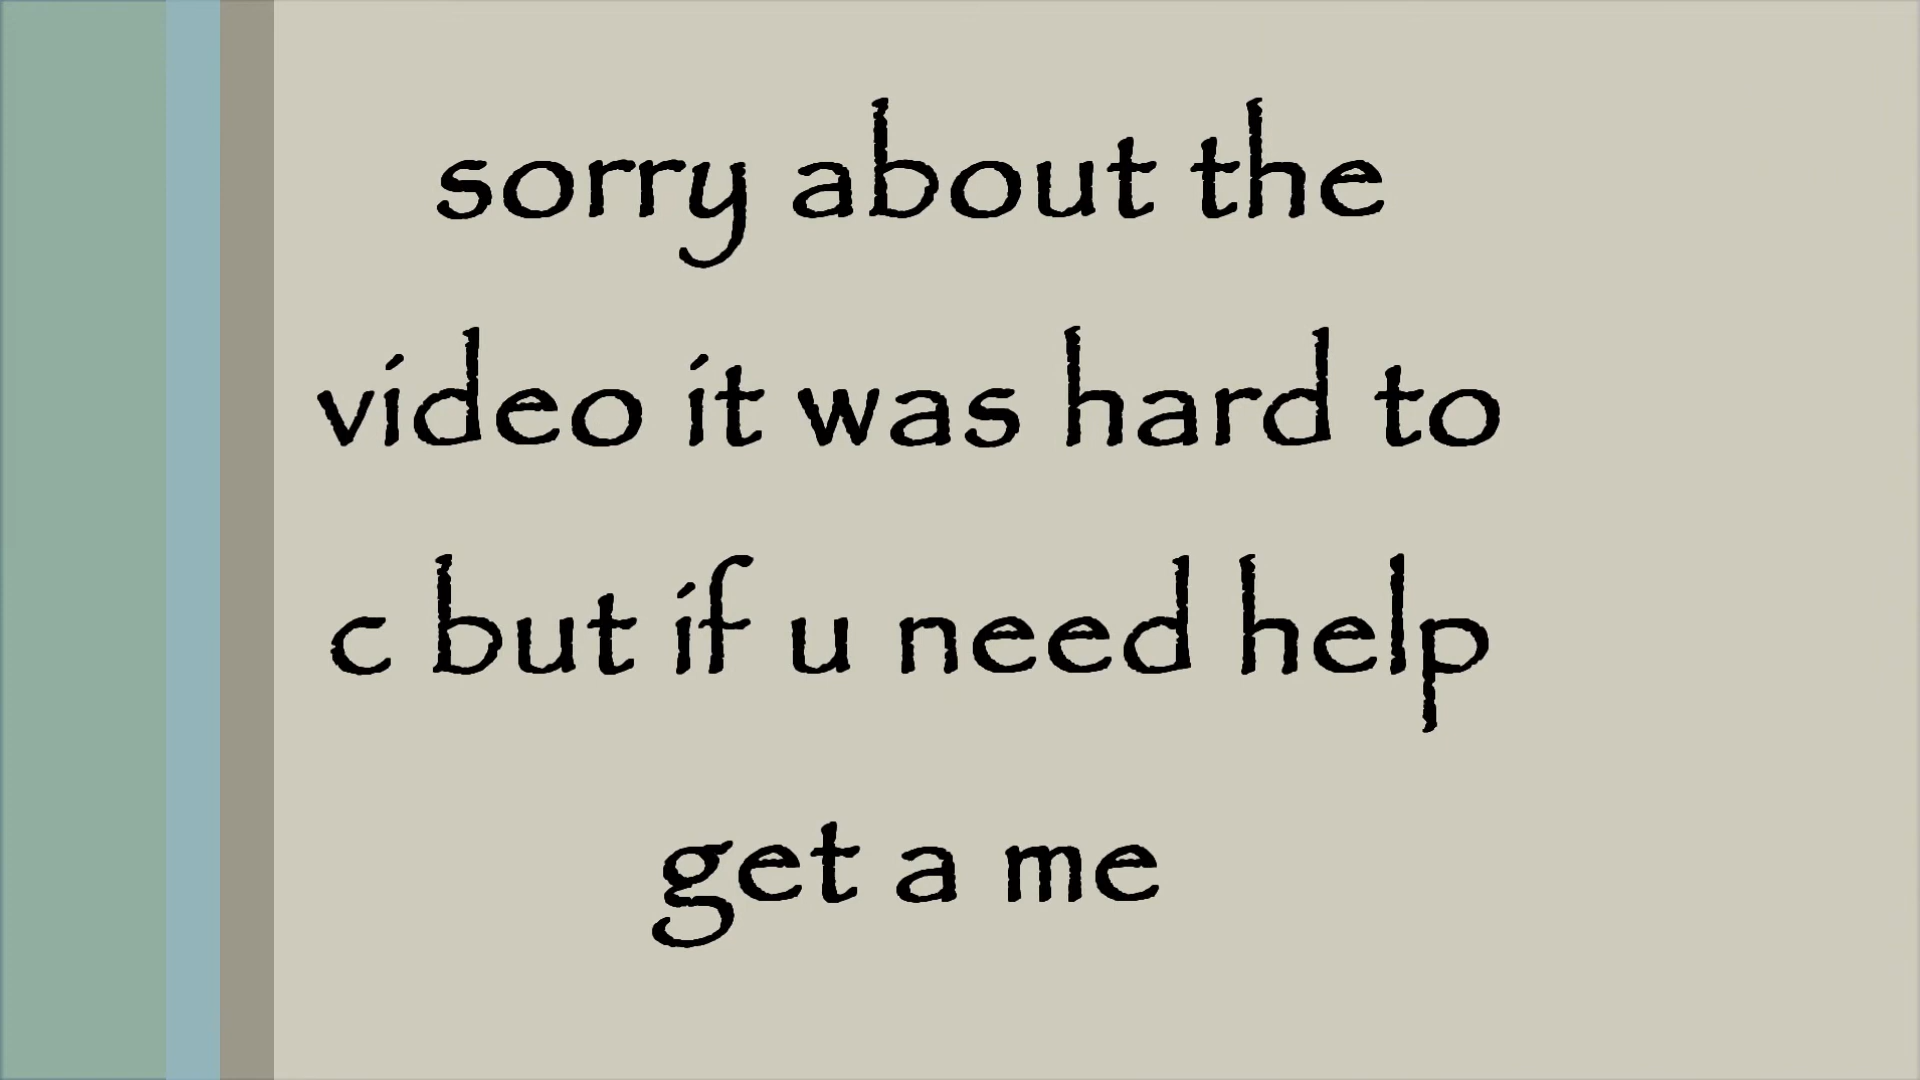 sorry about the
video it was hard to
c but if u need help
get a me